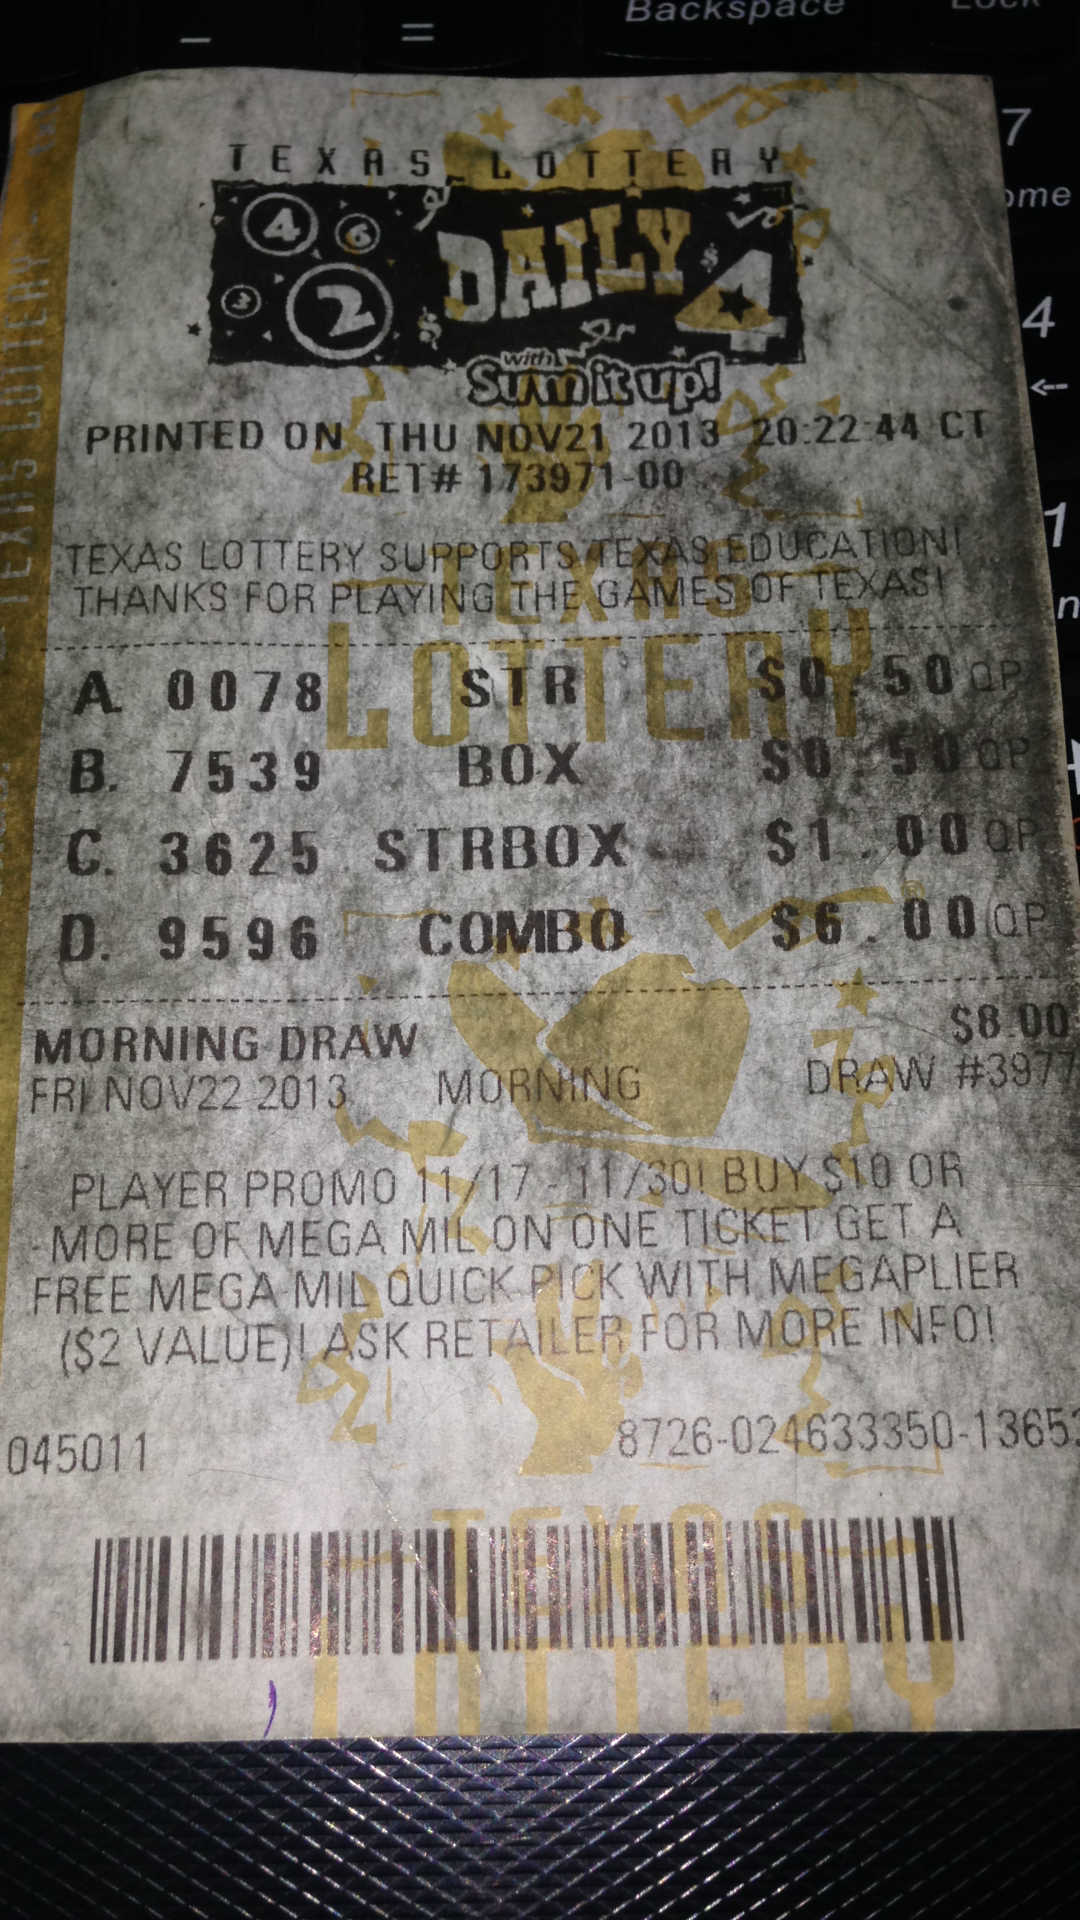 Backspace
Lock
-
=
7
ome
4
←--
1
n
+
TEXAS LOTTERY
4 6
3 2
DAILY 4
$
$
with
Sum it up!
PRINTED ON THU NOV21 2013 20:22:44 CT
RET# 173971-00
TEXAS LOTTERY SUPPORTS TEXAS EDUCATION!
THANKS FOR PLAYING THE GAMES OF TEXAS!
TEXAS
LOTTERY
A. 0078 STR $0.50 QP
B. 7539 BOX $0.50 QP
C. 3625 STRBOX $1.00 QP
D. 9596 COMBO $6.00 QP
$8.00
MORNING DRAW
FRI NOV22 2013 MORNING DRAW #3977
PLAYER PROMO 11/17 - 11/30! BUY $10 OR
MORE OF MEGA MIL ON ONE TICKET GET A
FREE MEGA MIL QUICK PICK WITH MEGAPLIER
($2 VALUE)! ASK RETAILER FOR MORE INFO!
045011 8726-024633350-1365
TEXAS
LOTTERY
TEXAS LOTTERY